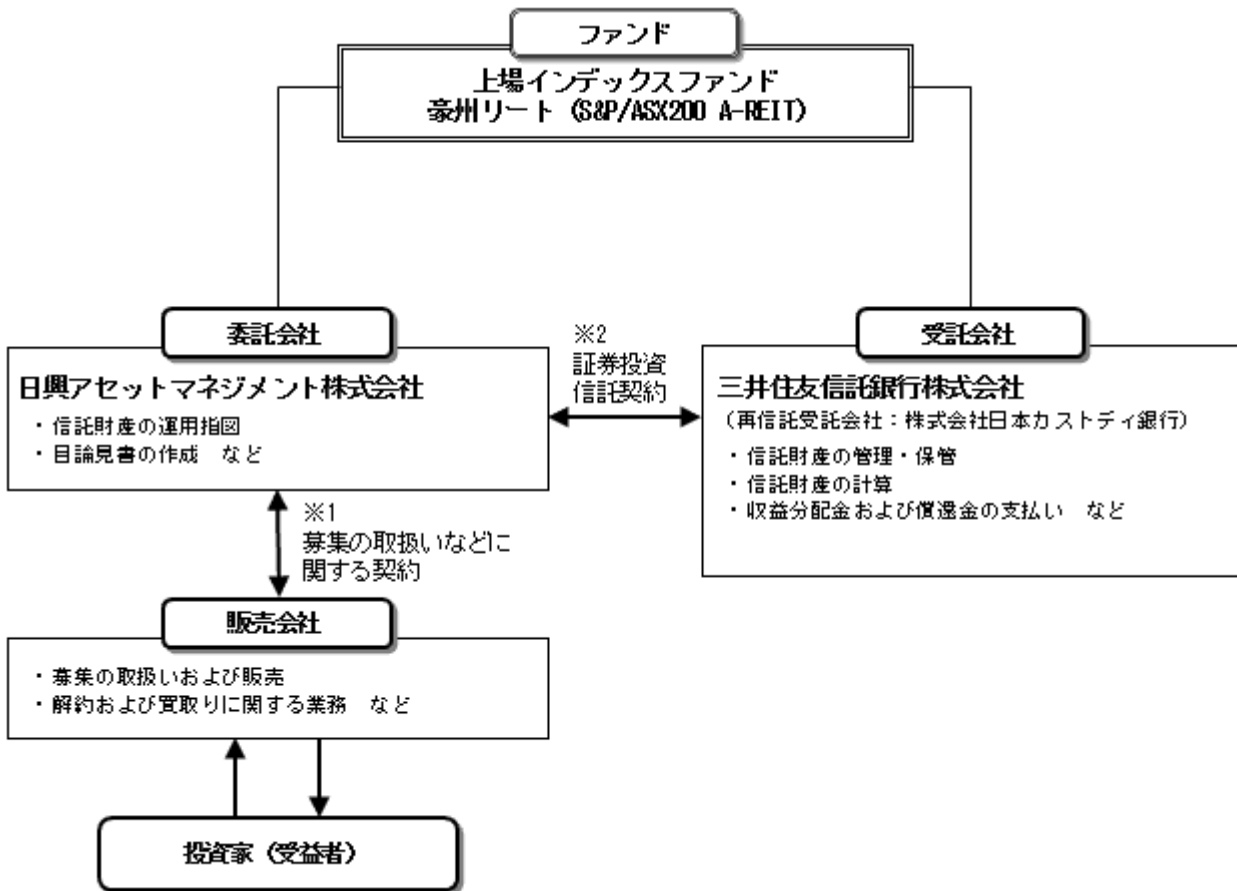 ファンド
上場インデックスファンド
豪州リート (S&P/ASX200 A-REIT)
委託会社
日興アセットマネジメント株式会社
・信託財産の運用指図
・目論見書の作成　など
※2
証券投資
信託契約
受託会社
三井住友信託銀行株式会社
(再信託受託会社：株式会社日本カストディ銀行)
・信託財産の管理・保管
・信託財産の計算
・収益分配金および償還金の支払い　など
※1
募集の取扱いなどに
関する契約
販売会社
・募集の取扱いおよび販売
・解約および買取りに関する業務　など
投資家 (受益者)